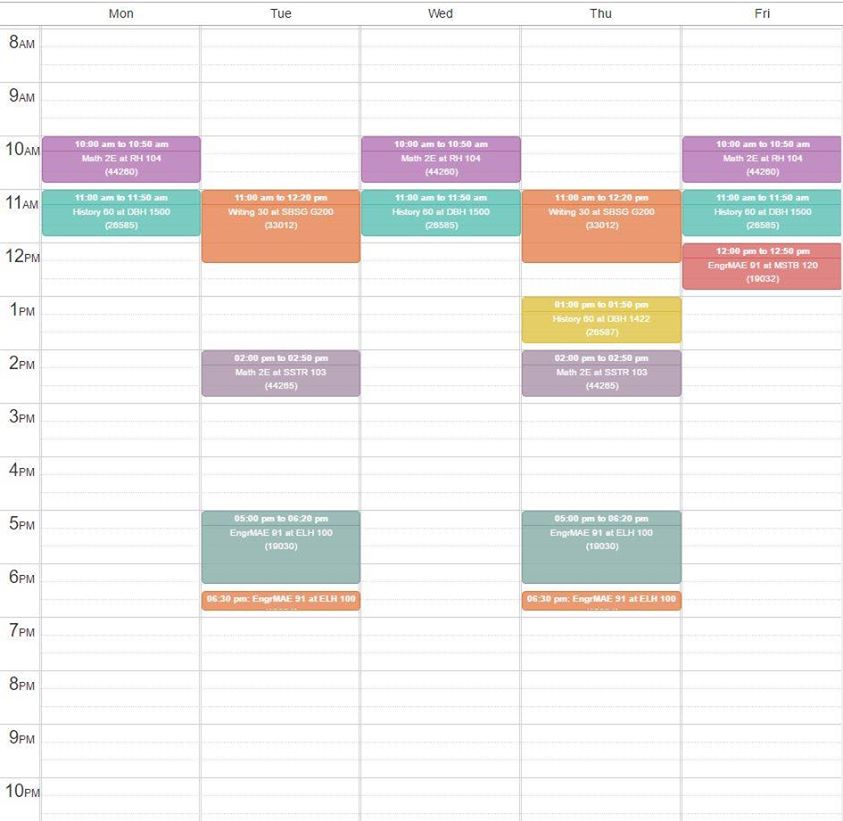 Mon Tue Wed Thu Fri
8AM
9AM
10AM
10:00 am to 10:50 am
Math 2E at RH 104
(44260)
10:00 am to 10:50 am
Math 2E at RH 104
(44260)
10:00 am to 10:50 am
Math 2E at RH 104
(44260)
11AM
11:00 am to 11:50 am
History 60 at DBH 1500
(26585)
11:00 am to 12:20 pm
Writing 30 at SBSG G200
(33012)
11:00 am to 11:50 am
History 60 at DBH 1500
(26585)
11:00 am to 12:20 pm
Writing 30 at SBSG G200
(33012)
11:00 am to 11:50 am
History 60 at DBH 1500
(26585)
12PM
12:00 pm to 12:50 pm
EngrMAE 91 at MSTB 120
(19032)
1PM
01:00 pm to 01:50 pm
History 60 at DBH 1422
(26587)
2PM
02:00 pm to 02:50 pm
Math 2E at SSTR 103
(44265)
02:00 pm to 02:50 pm
Math 2E at SSTR 103
(44265)
3PM
4PM
5PM
05:00 pm to 06:20 pm
EngrMAE 91 at ELH 100
(19030)
05:00 pm to 06:20 pm
EngrMAE 91 at ELH 100
(19030)
6PM
06:30 pm: EngrMAE 91 at ELH 100
06:30 pm: EngrMAE 91 at ELH 100
7PM
8PM
9PM
10PM